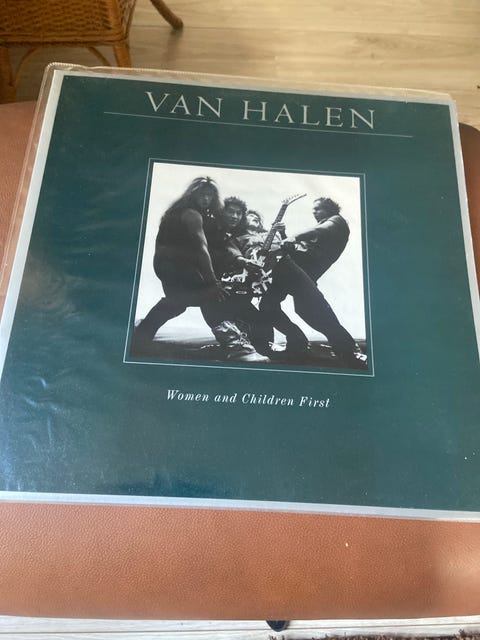 VAN HALEN
Women and Children First